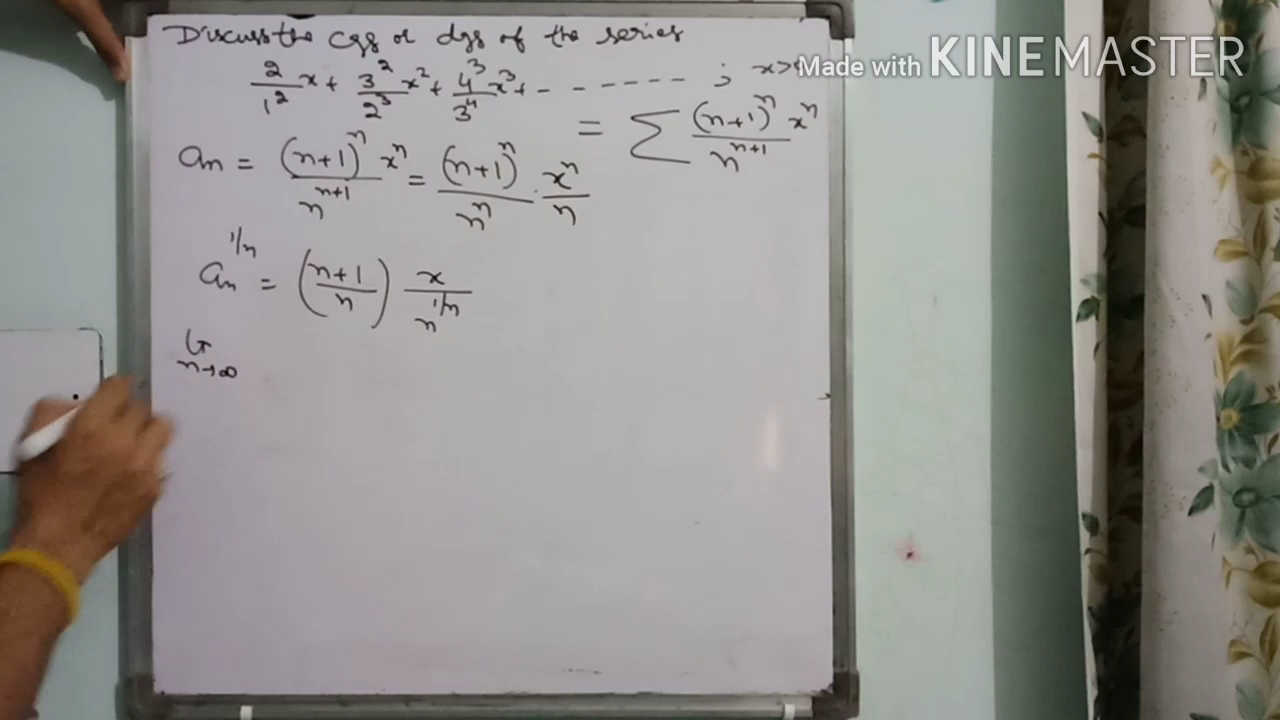 Discuss the cgs or dgs of the series
2/1² x + 3²/2³ x² + 4³/3⁴ x³ + - - - - - - - ; x>
Made with KINEMASTER
= ∑ (n+1)ⁿ xⁿ / nⁿ⁺¹
aₙ = (n+1)ⁿ/nⁿ⁺¹ xⁿ = (n+1)ⁿ/nⁿ · xⁿ/n
aₙ^(1/n) = ((n+1)/n) x/n^(1/n)
Lt n→∞